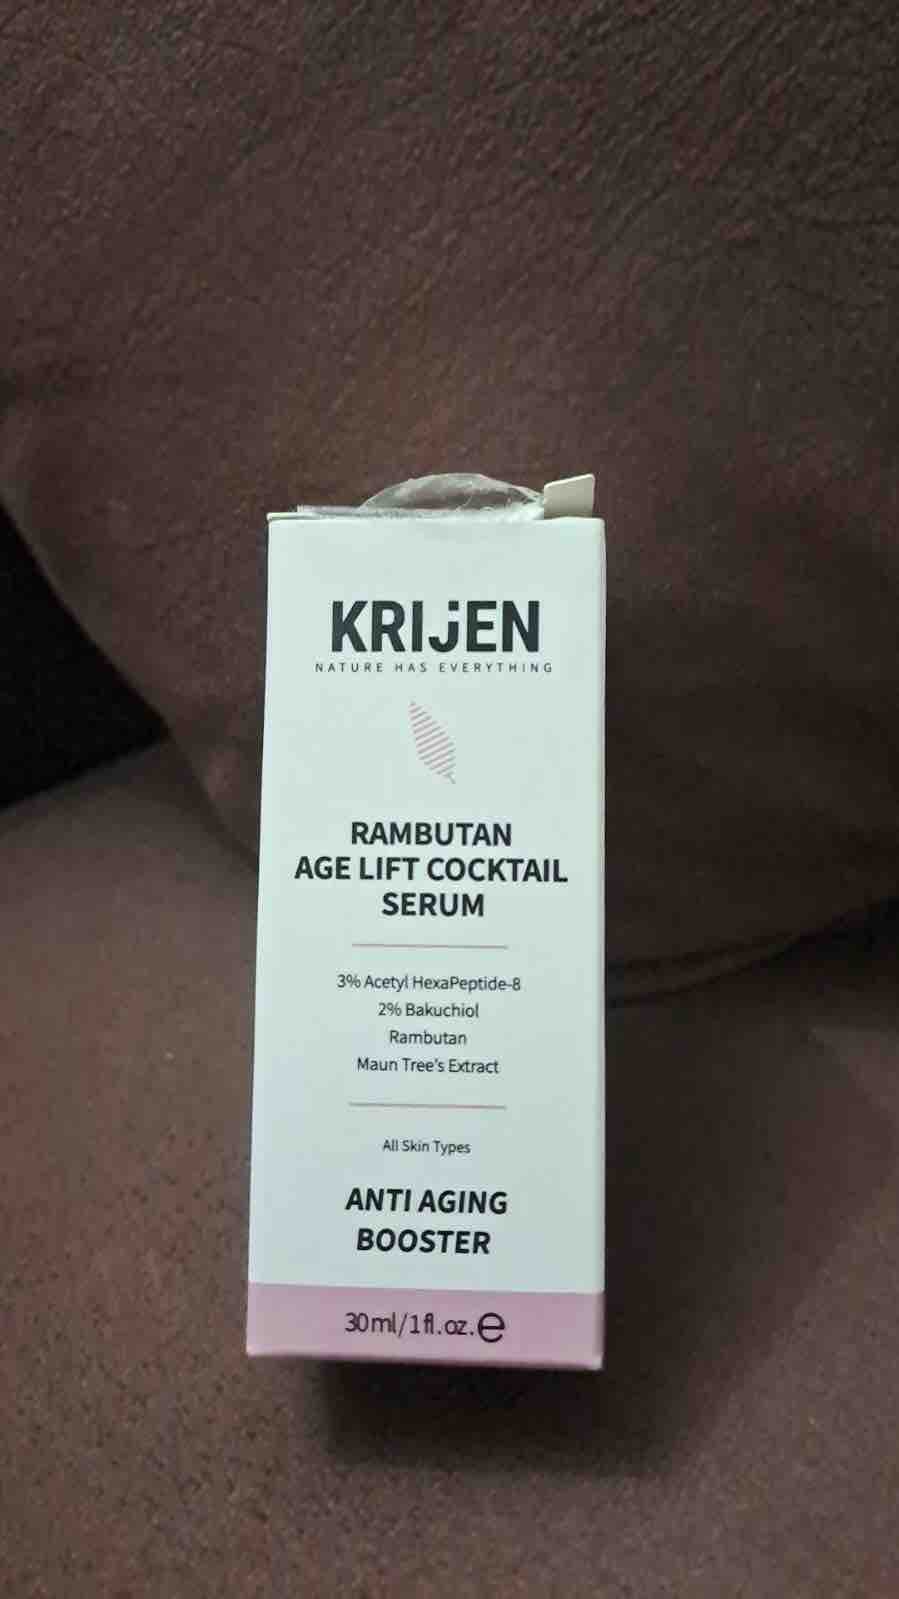 KRIJEN
NATURE HAS EVERYTHING
RAMBUTAN
AGE LIFT COCKTAIL
SERUM
3% Acetyl HexaPeptide-8
2% Bakuchiol
Rambutan
Maun Tree's Extract
All Skin Types
ANTI AGING
BOOSTER
30ml/1fl.oz.e